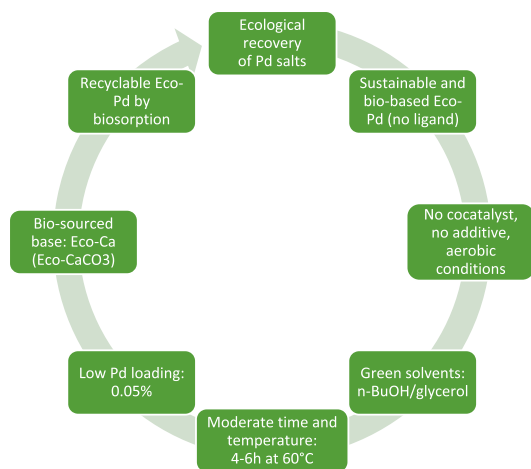 Ecological
recovery
of Pd salts
Sustainable and
bio-based Eco-
Pd (no ligand)
No cocatalyst,
no additive,
aerobic
conditions
Green solvents:
n-BuOH/glycerol
Moderate time and
temperature:
4-6h at 60°C
Low Pd loading:
0.05%
Bio-sourced
base: Eco-Ca
(Eco-CaCO3)
Recyclable Eco-
Pd by
biosorption